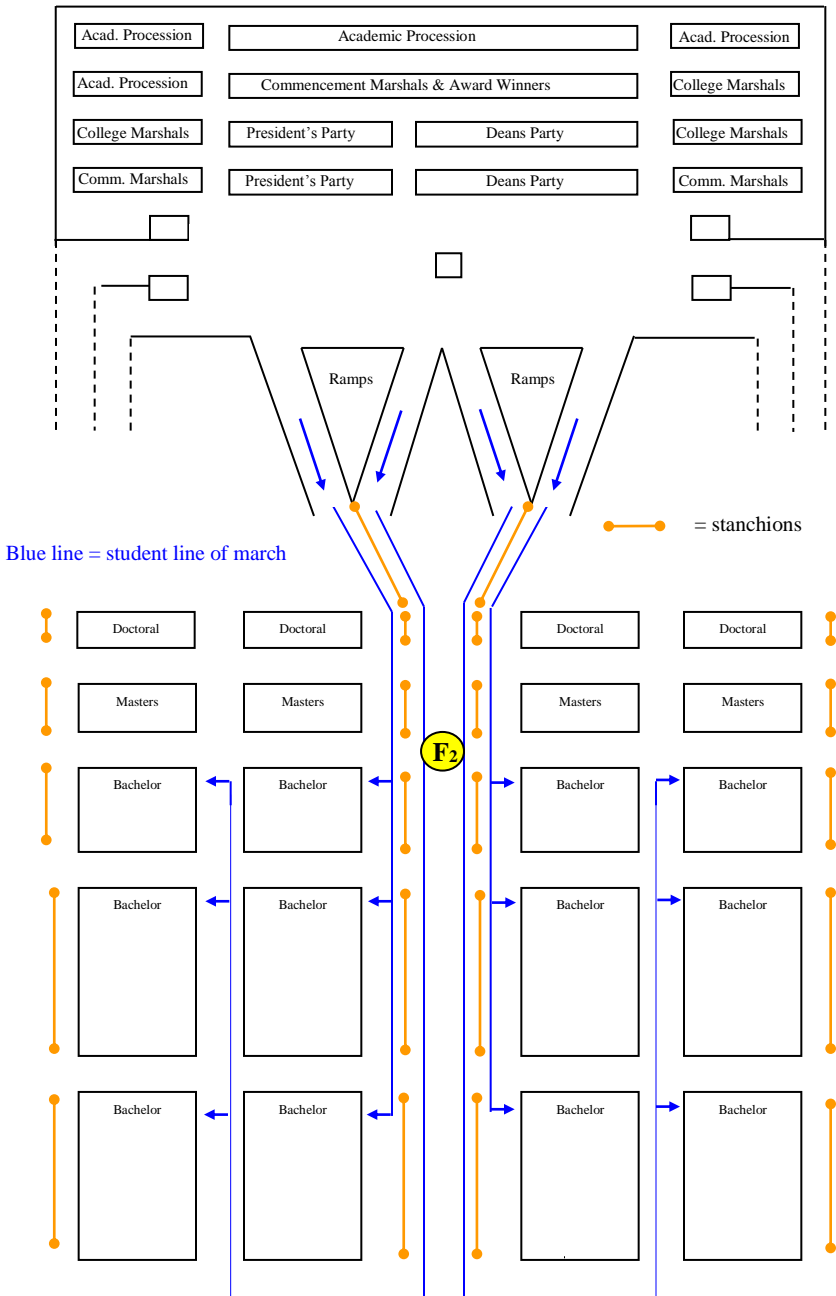 Acad. Procession Academic Procession Acad. Procession
Acad. Procession Commencement Marshals & Award Winners College Marshals
College Marshals President's Party Deans Party College Marshals
Comm. Marshals President's Party Deans Party Comm. Marshals
Ramps Ramps
= stanchions
Blue line = student line of march
Doctoral Doctoral Doctoral Doctoral
Masters Masters Masters Masters
F2
Bachelor Bachelor Bachelor Bachelor
Bachelor Bachelor Bachelor Bachelor
Bachelor Bachelor Bachelor Bachelor